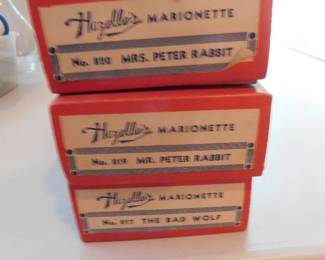 Hazelle's MARIONETTE
No. 820 MRS. PETER RABBIT
Hazelle's MARIONETTE
No. 819 MR. PETER RABBIT
Hazelle's MARIONETTE
No. THE BAD WOLF